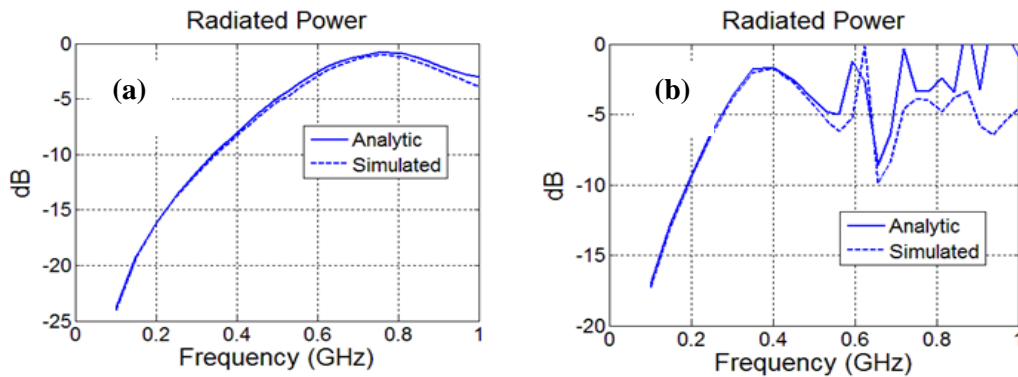 Radiated Power
0
-5
-10
-15
-20
-25
dB
(a)
Analytic
Simulated
0
0.2
0.4
0.6
0.8
1
Frequency (GHz)
Radiated Power
0
-5
-10
-15
-20
dB
(b)
Analytic
Simulated
0
0.2
0.4
0.6
0.8
1
Frequency (GHz)